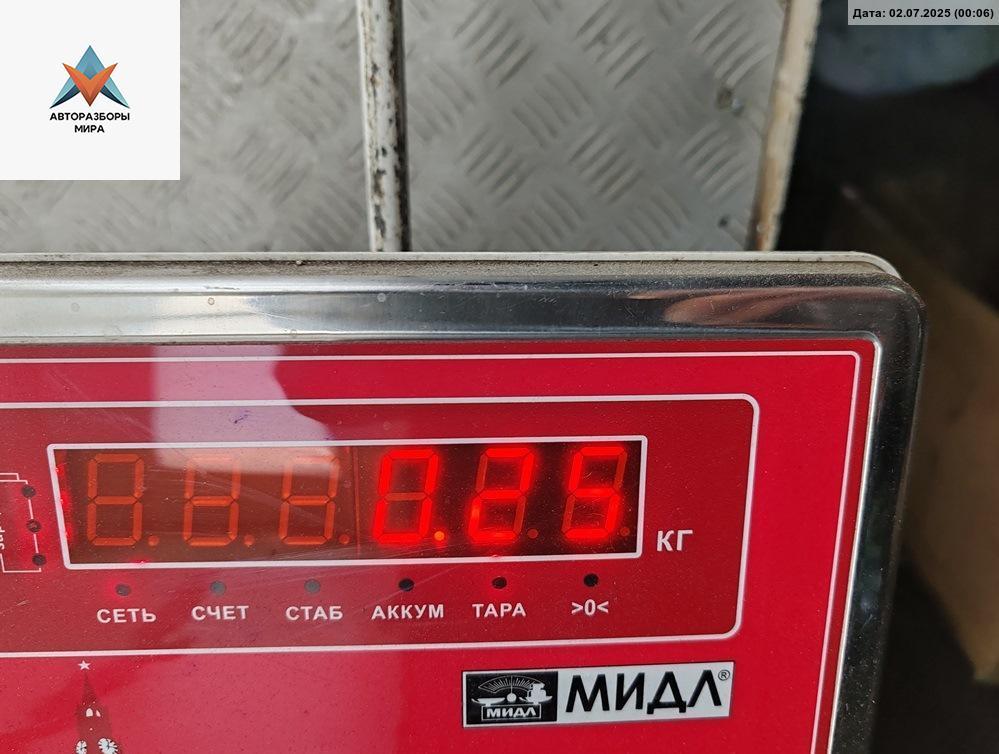 Дата: 02.07.2025 (00:06)
АВТОРАЗБОРЫ
МИРА
0.25
КГ
СЕТЬ СЧЕТ СТАБ АККУМ ТАРА >0<
МИДЛ МИДЛ®